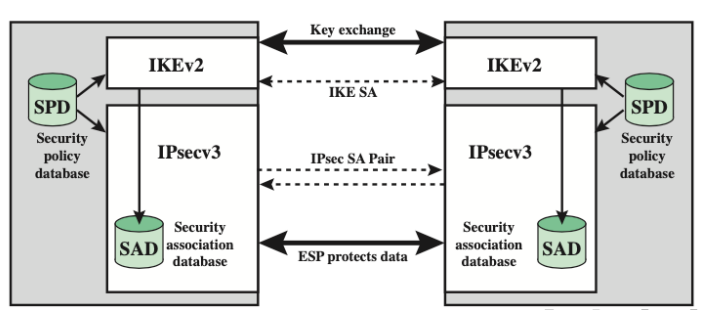 Key exchange
IKEv2
IKEv2
IKE SA
SPD
SPD
Security
policy
database
Security
policy
database
IPsecv3
IPsec SA Pair
IPsecv3
SAD
Security
association
database
ESP protects data
Security
association
database
SAD